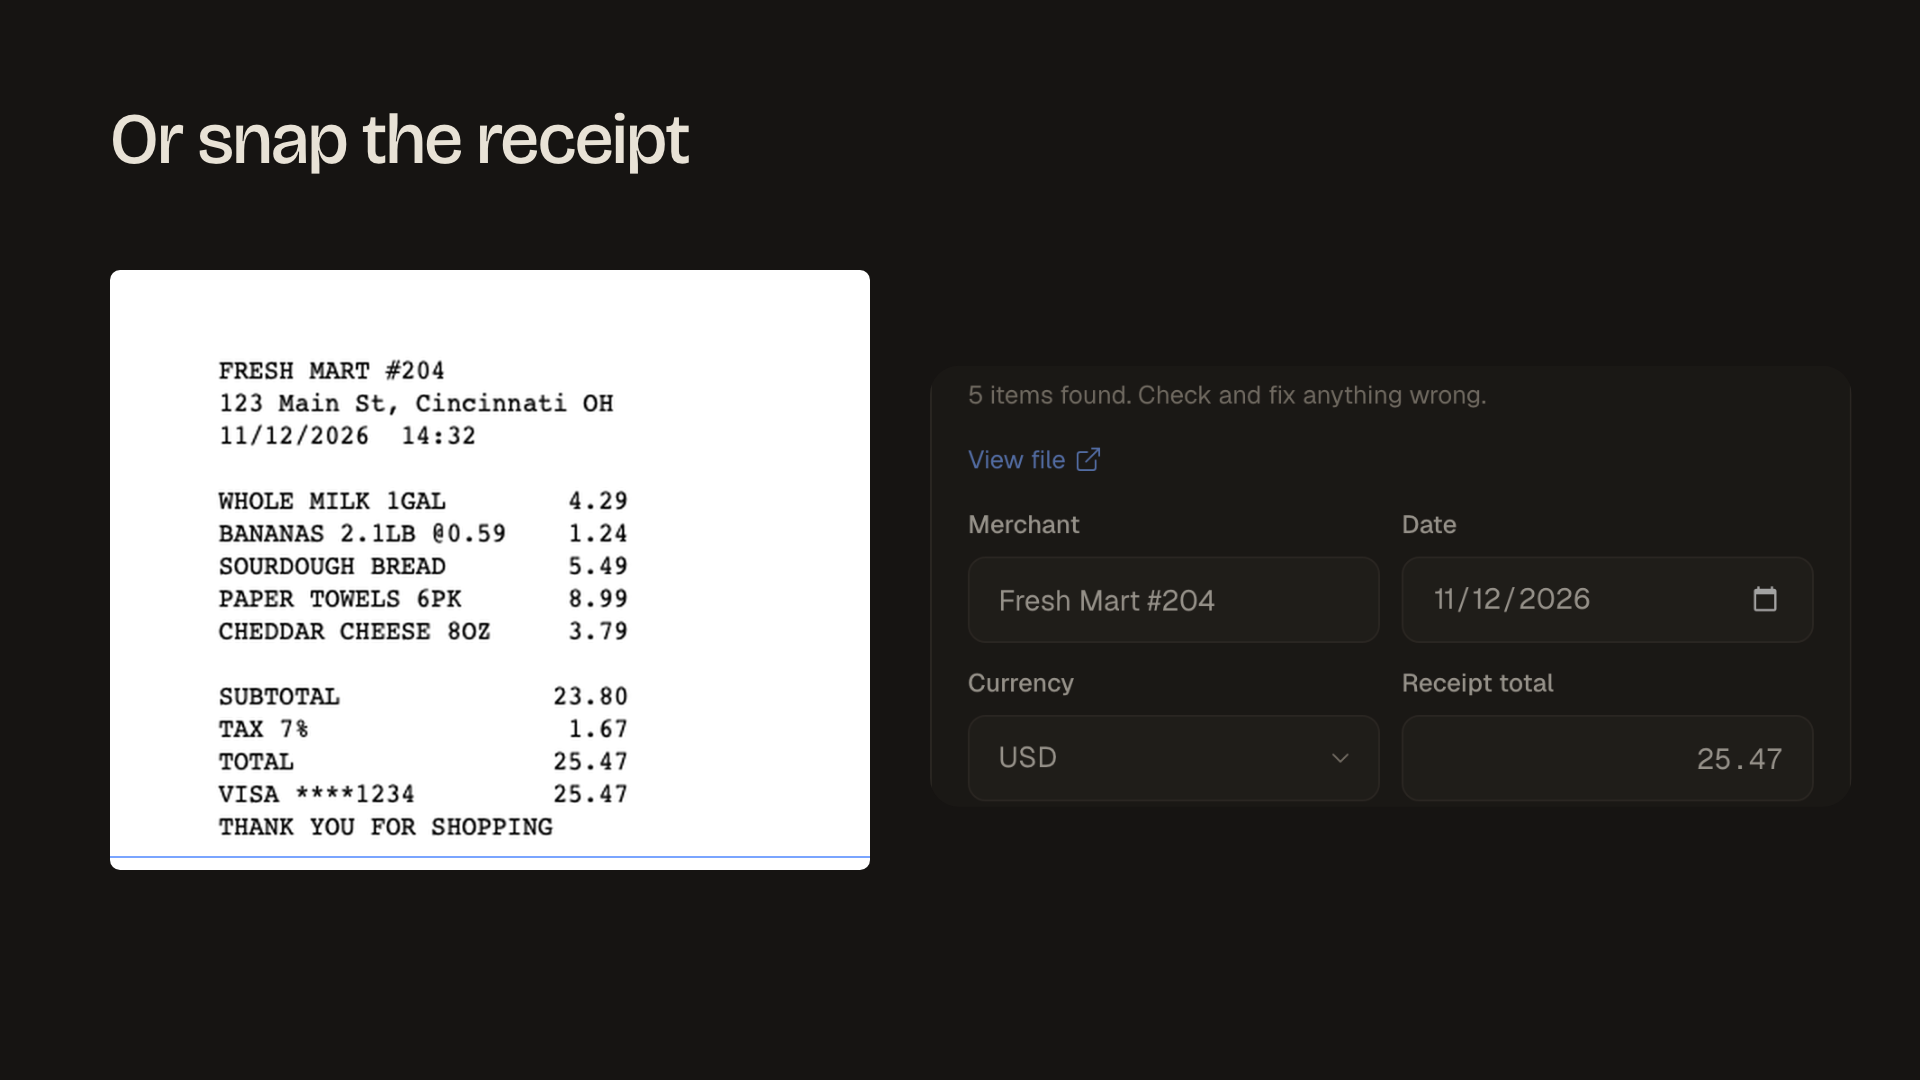 Or snap the receipt
FRESH MART #204
123 Main St, Cincinnati OH
11/12/2026  14:32
WHOLE MILK 1GAL 4.29
BANANAS 2.1LB @0.59 1.24
SOURDOUGH BREAD 5.49
PAPER TOWELS 6PK 8.99
CHEDDAR CHEESE 8OZ 3.79
SUBTOTAL 23.80
TAX 7% 1.67
TOTAL 25.47
VISA ****1234 25.47
THANK YOU FOR SHOPPING
5 items found. Check and fix anything wrong.
View file
Merchant
Date
Fresh Mart #204
11/12/2026
Currency
Receipt total
USD
25.47